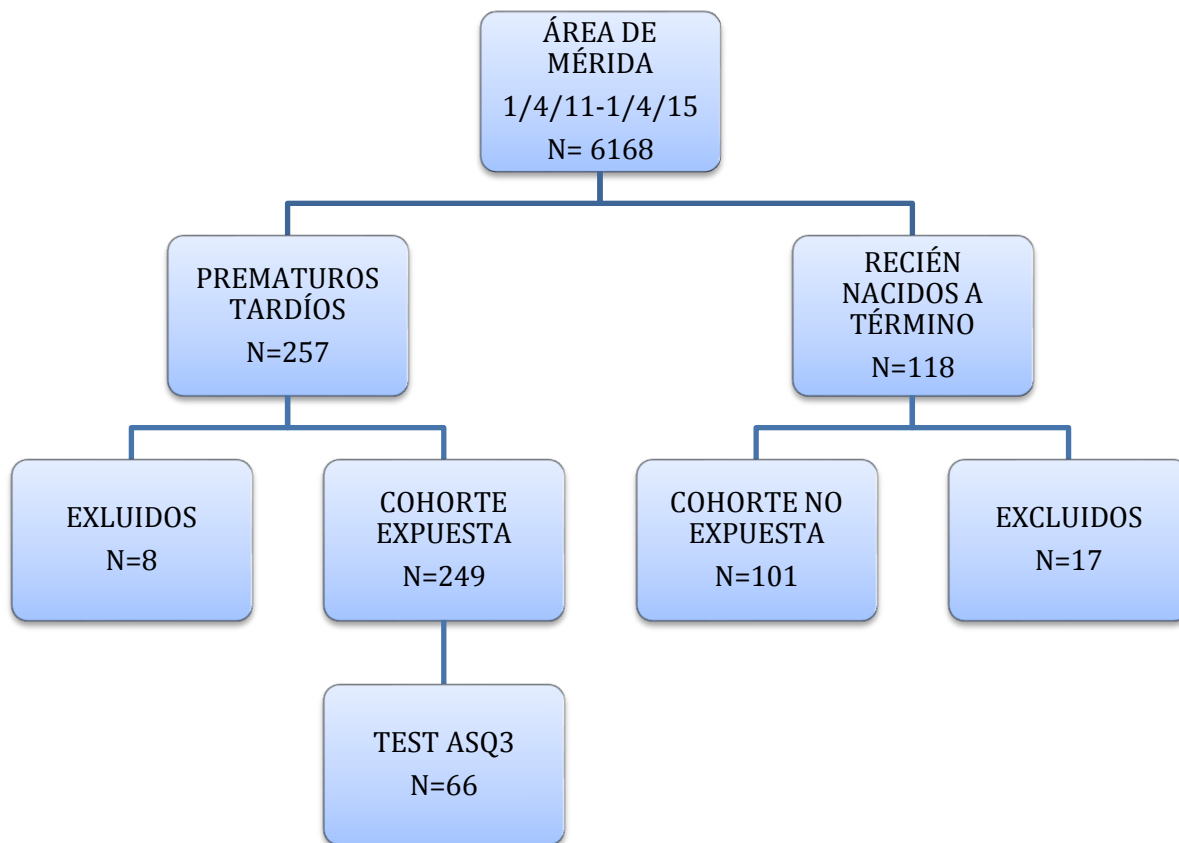 ÁREA DE
MÉRIDA
1/4/11-1/4/15
N= 6168
PREMATUROS
TARDÍOS
N=257
RECIÉN
NACIDOS A
TÉRMINO
N=118
EXLUIDOS
N=8
COHORTE
EXPUESTA
N=249
COHORTE NO
EXPUESTA
N=101
EXCLUIDOS
N=17
TEST ASQ3
N=66